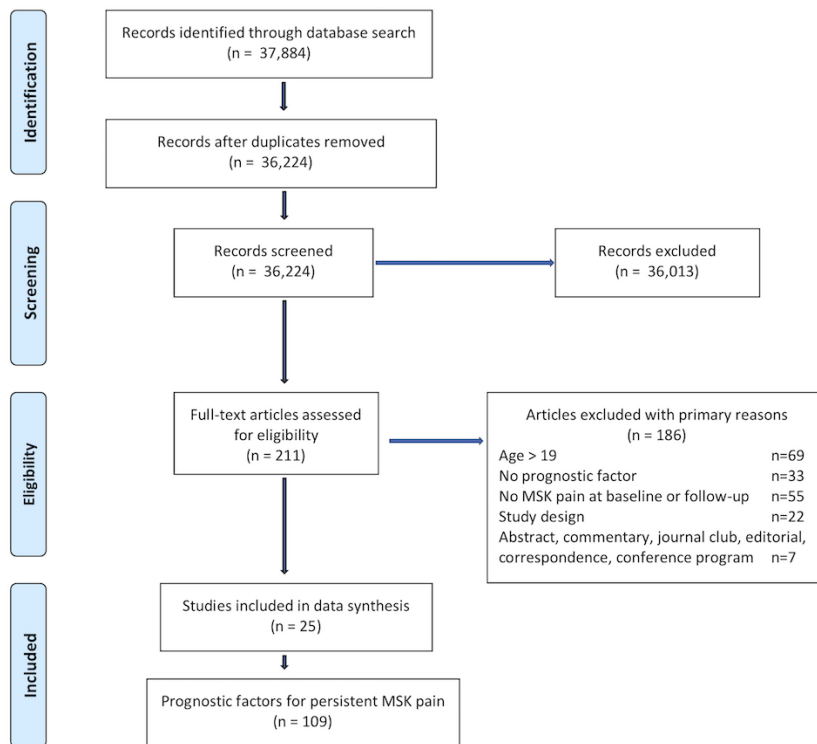 Identification
Records identified through database search
(n = 37,884)
Records after duplicates removed
(n = 36,224)
Screening
Records screened
(n = 36,224)
Records excluded
(n = 36,013)
Eligibility
Full-text articles assessed
for eligibility
(n = 211)
Articles excluded with primary reasons
(n = 186)
Age > 19 n=69
No prognostic factor n=33
No MSK pain at baseline or follow-up n=55
Study design n=22
Abstract, commentary, journal club, editorial,
correspondence, conference program n=7
Included
Studies included in data synthesis
(n = 25)
Prognostic factors for persistent MSK pain
(n = 109)